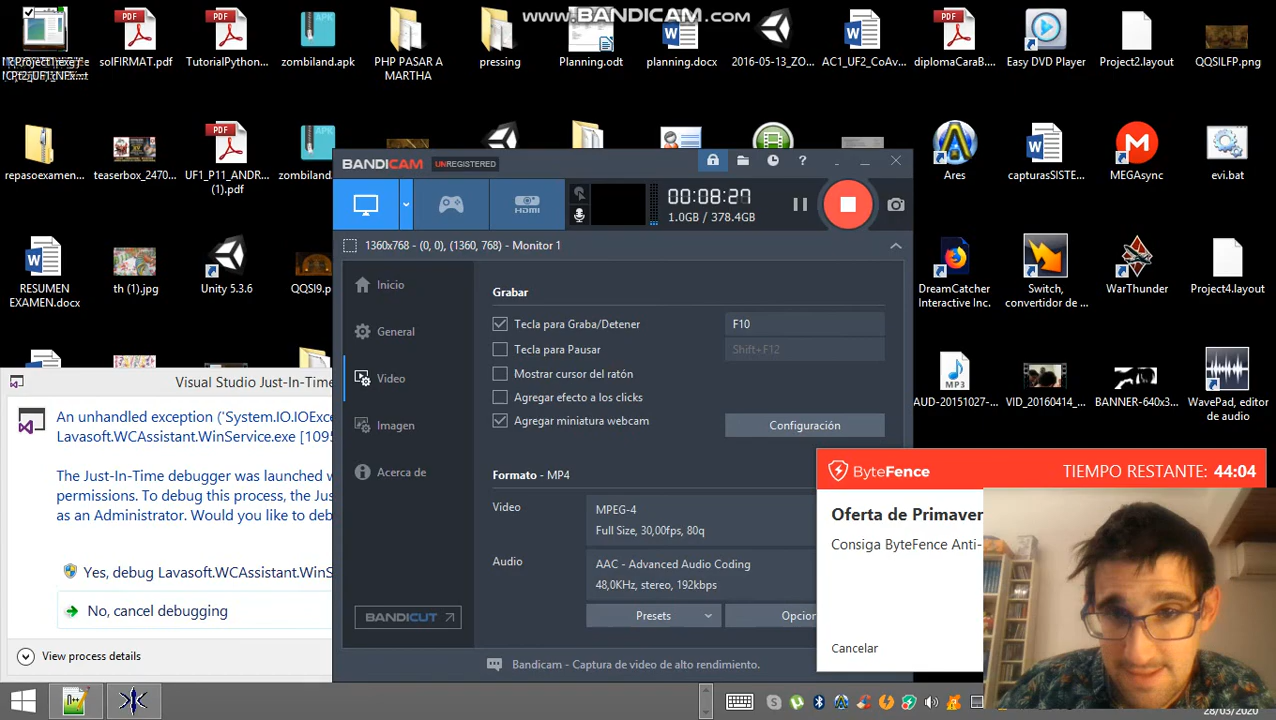 www.BANDICAM.com
solFIRMAT.pdf
TutorialPython...
zombiland.apk
PHP PASAR A
MARTHA
pressing
Planning.odt
planning.docx
2016-05-13_ZO...
AC1_UF2_CoAv...
diplomaCaraB....
Easy DVD Player
Project2.layout
QQSILFP.png
repasoexamen...
teaserbox_2470...
UF1_P11_ANDR...
(1).pdf
zombiland....
Ares
capturasSISTE...
MEGAsync
evi.bat
RESUMEN
EXAMEN.docx
th (1).jpg
Unity 5.3.6
QQSI9.p...
DreamCatcher
Interactive Inc.
Switch,
convertidor de ...
WarThunder
Project4.layout
AUD-20151027-...
VID_20160414_...
BANNER-640x3...
WavePad, editor
de audio
BANDICAM UNREGISTERED
00:08:27
1.0GB / 378.4GB
1360x768 - (0, 0), (1360, 768) - Monitor 1
Inicio
General
Video
Imagen
Acerca de
BANDICUT
Grabar
Tecla para Graba/Detener F10
Tecla para Pausar Shift+F12
Mostrar cursor del ratón
Agregar efecto a los clicks
Agregar miniatura webcam Configuración
Formato - MP4
Video
MPEG-4
Full Size, 30,00fps, 80q
Audio
AAC - Advanced Audio Coding
48,0KHz, stereo, 192kbps
Presets
Opcion
Bandicam - Captura de video de alto rendimiento.
Visual Studio Just-In-Time
An unhandled exception ('System.IO.IOExce
Lavasoft.WCAssistant.WinService.exe [1095
The Just-In-Time debugger was launched w
permissions. To debug this process, the Jus
as an Administrator. Would you like to deb
Yes, debug Lavasoft.WCAssistant.WinS
No, cancel debugging
View process details
ByteFence TIEMPO RESTANTE: 44:04
Oferta de Primaver
Consiga ByteFence Anti-
Cancelar
28/03/2020